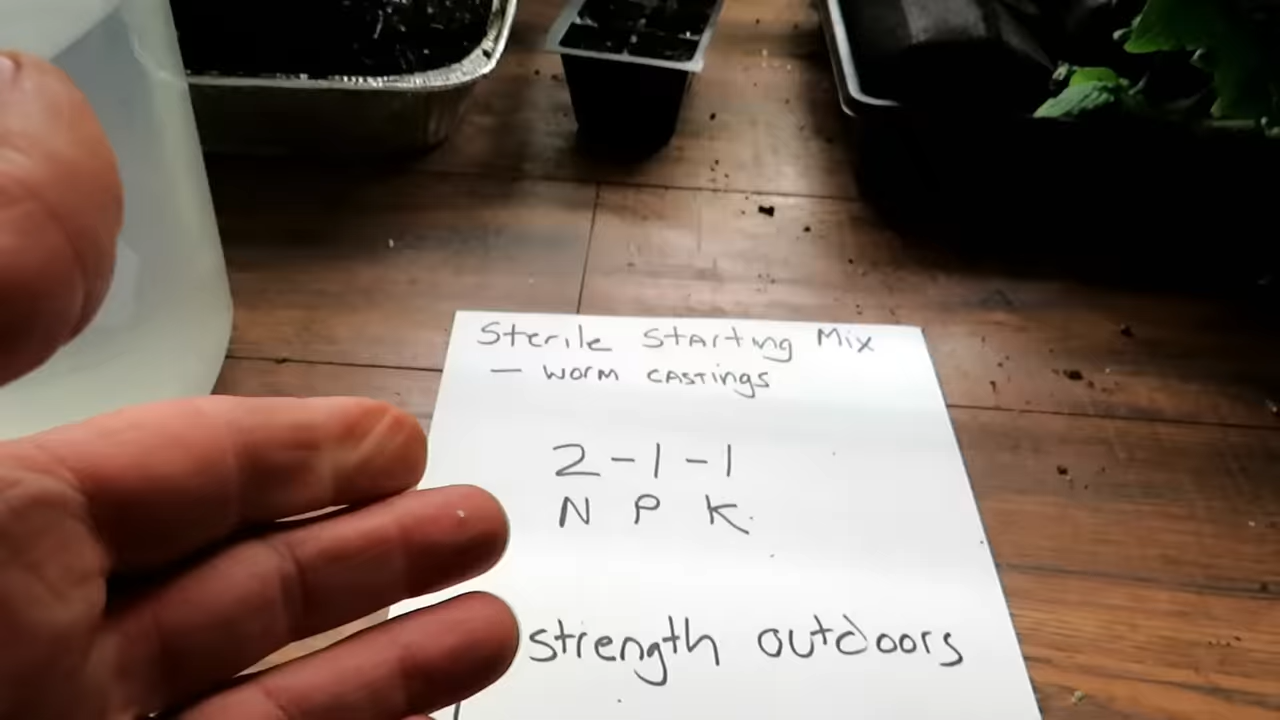 Sterile Starting Mix
— worm castings
2-1-1
N P K
strength outdoors